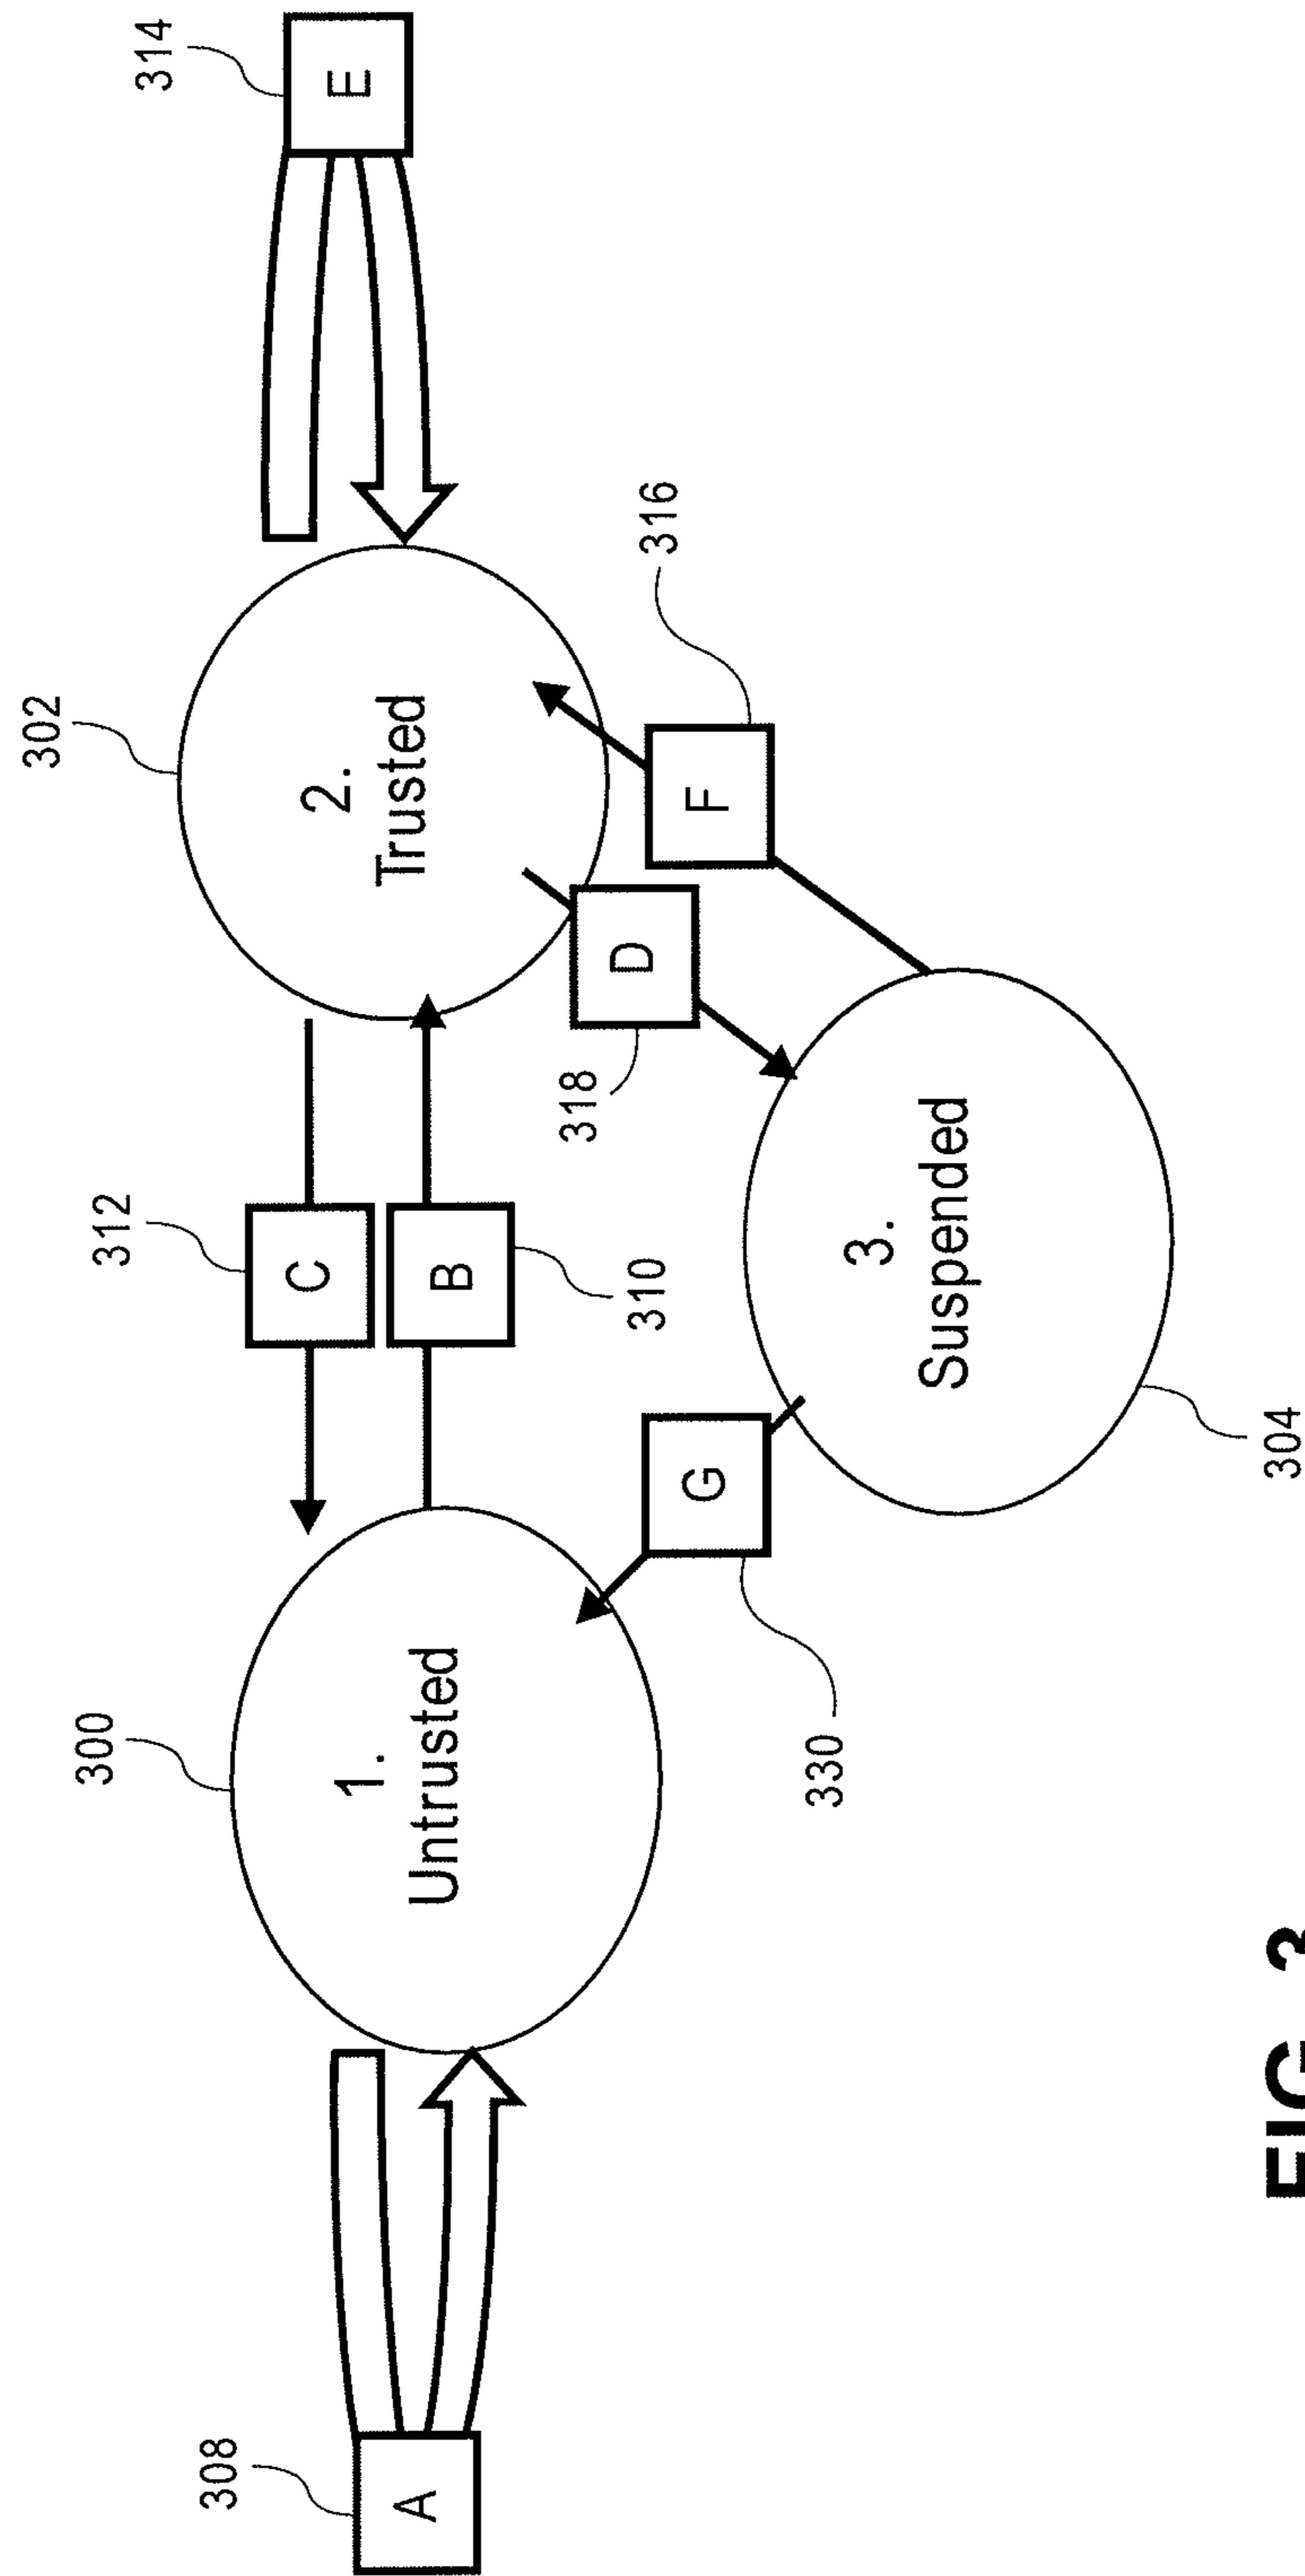 308
A
300
1.
Untrusted
312
C
B
310
302
2.
Trusted
314
E
318
D
F
316
G
330
3.
Suspended
304
FIG. 3